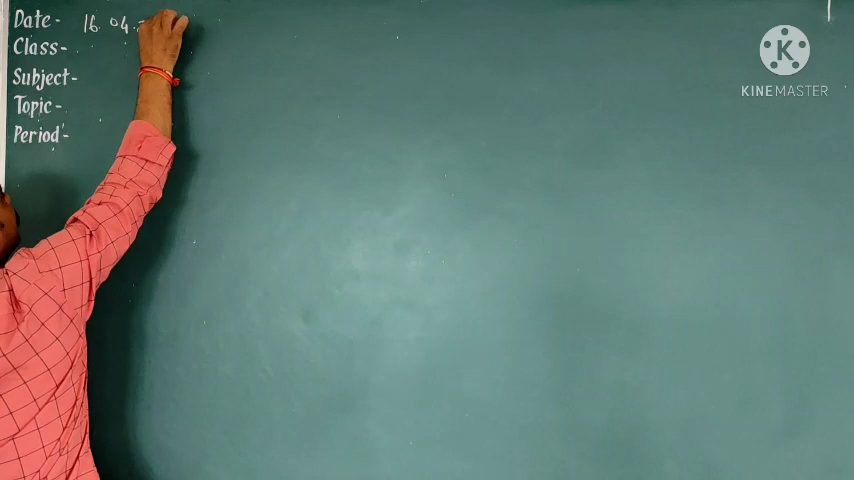 Date- 16. 04.
Class-
Subject-
Topic-
Period-
K
KINEMASTER